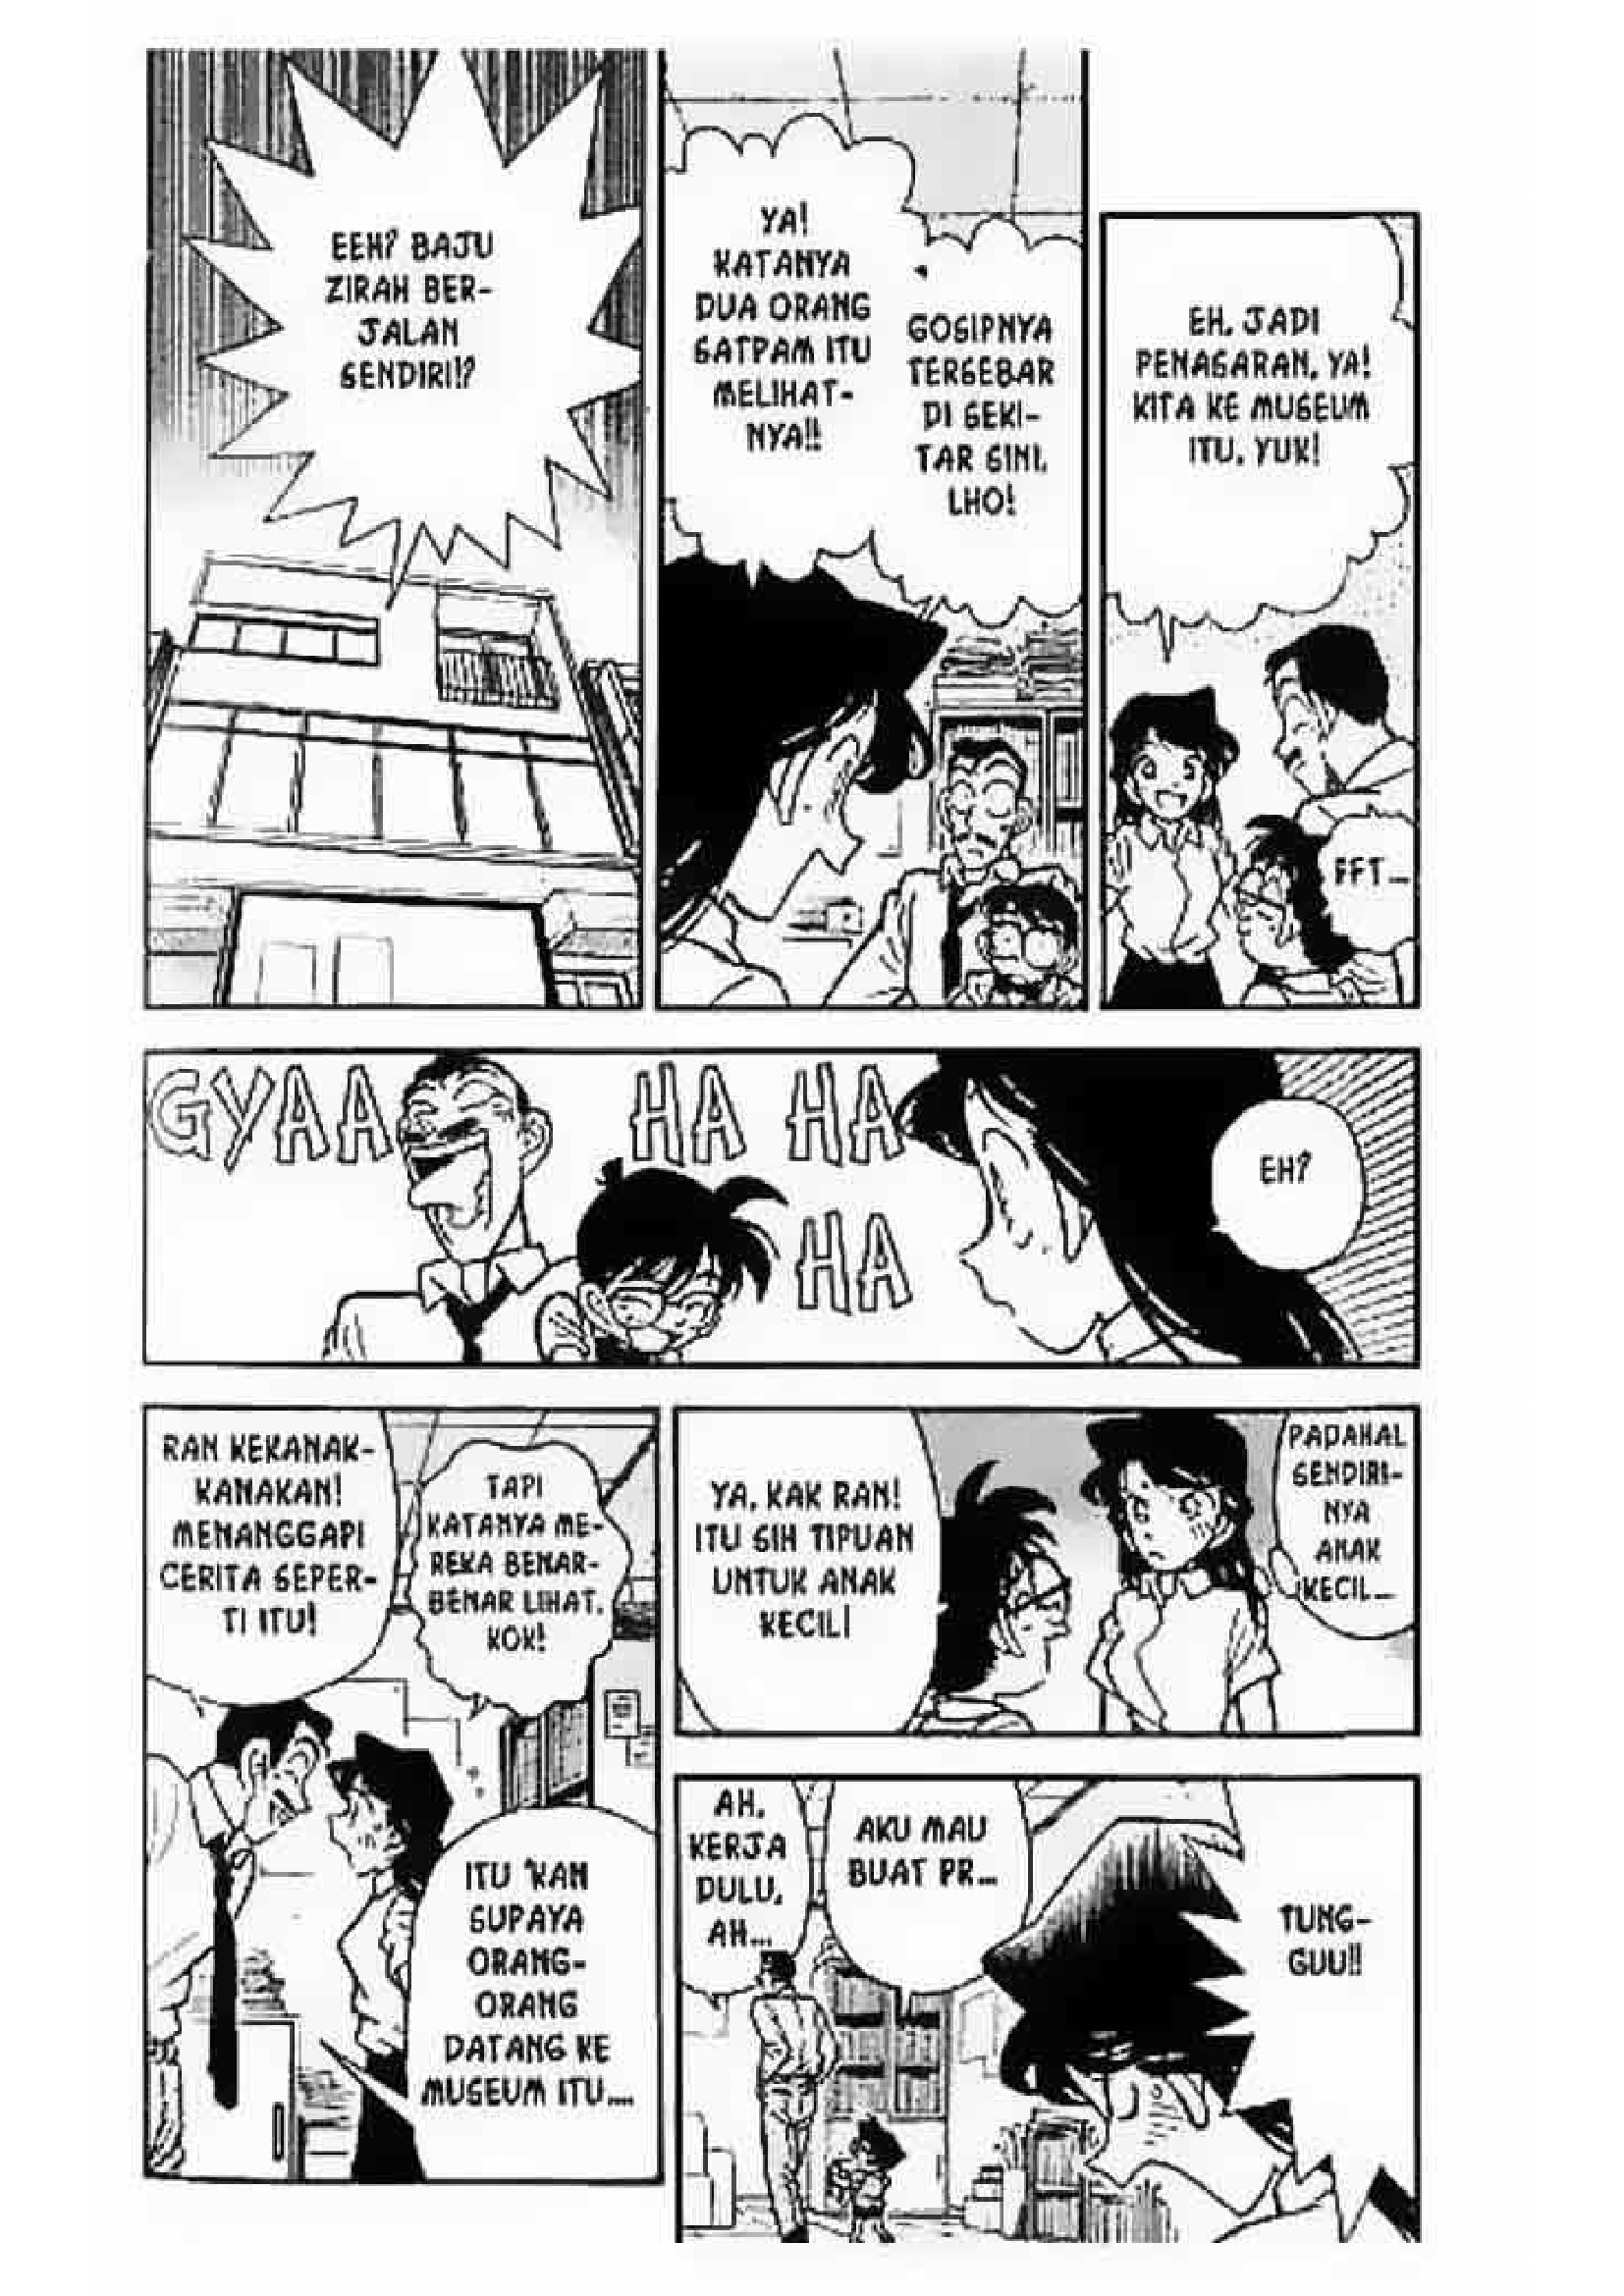 EEH? BAJU
ZIRAH BER-
JALAN
SENDIRI!?
YA!
KATANYA
DUA ORANG
SATPAM ITU
MELIHAT-
NYA!!
GOSIPNYA
TERSEBAR
DI SEKI-
TAR SINI,
LHO!
EH, JADI
PENASARAN, YA!
KITA KE MUSEUM
ITU, YUK!
FFT...
GYAA HA HA
HA
EH?
RAN KEKANAK-
KANAKAN!
MENANGGAPI
CERITA SEPER-
TI ITU!
TAPI
KATANYA ME-
REKA BENAR-
BENAR LIHAT,
KOK!
ITU 'KAN
SUPAYA
ORANG-
ORANG
DATANG KE
MUSEUM ITU....
YA, KAK RAN!
ITU SIH TIPUAN
UNTUK ANAK
KECIL!
PADAHAL
SENDIRI-
NYA
ANAK
KECIL...
AH,
KERJA
DULU,
AH...
AKU MAU
BUAT PR...
TUNG-
GUU!!